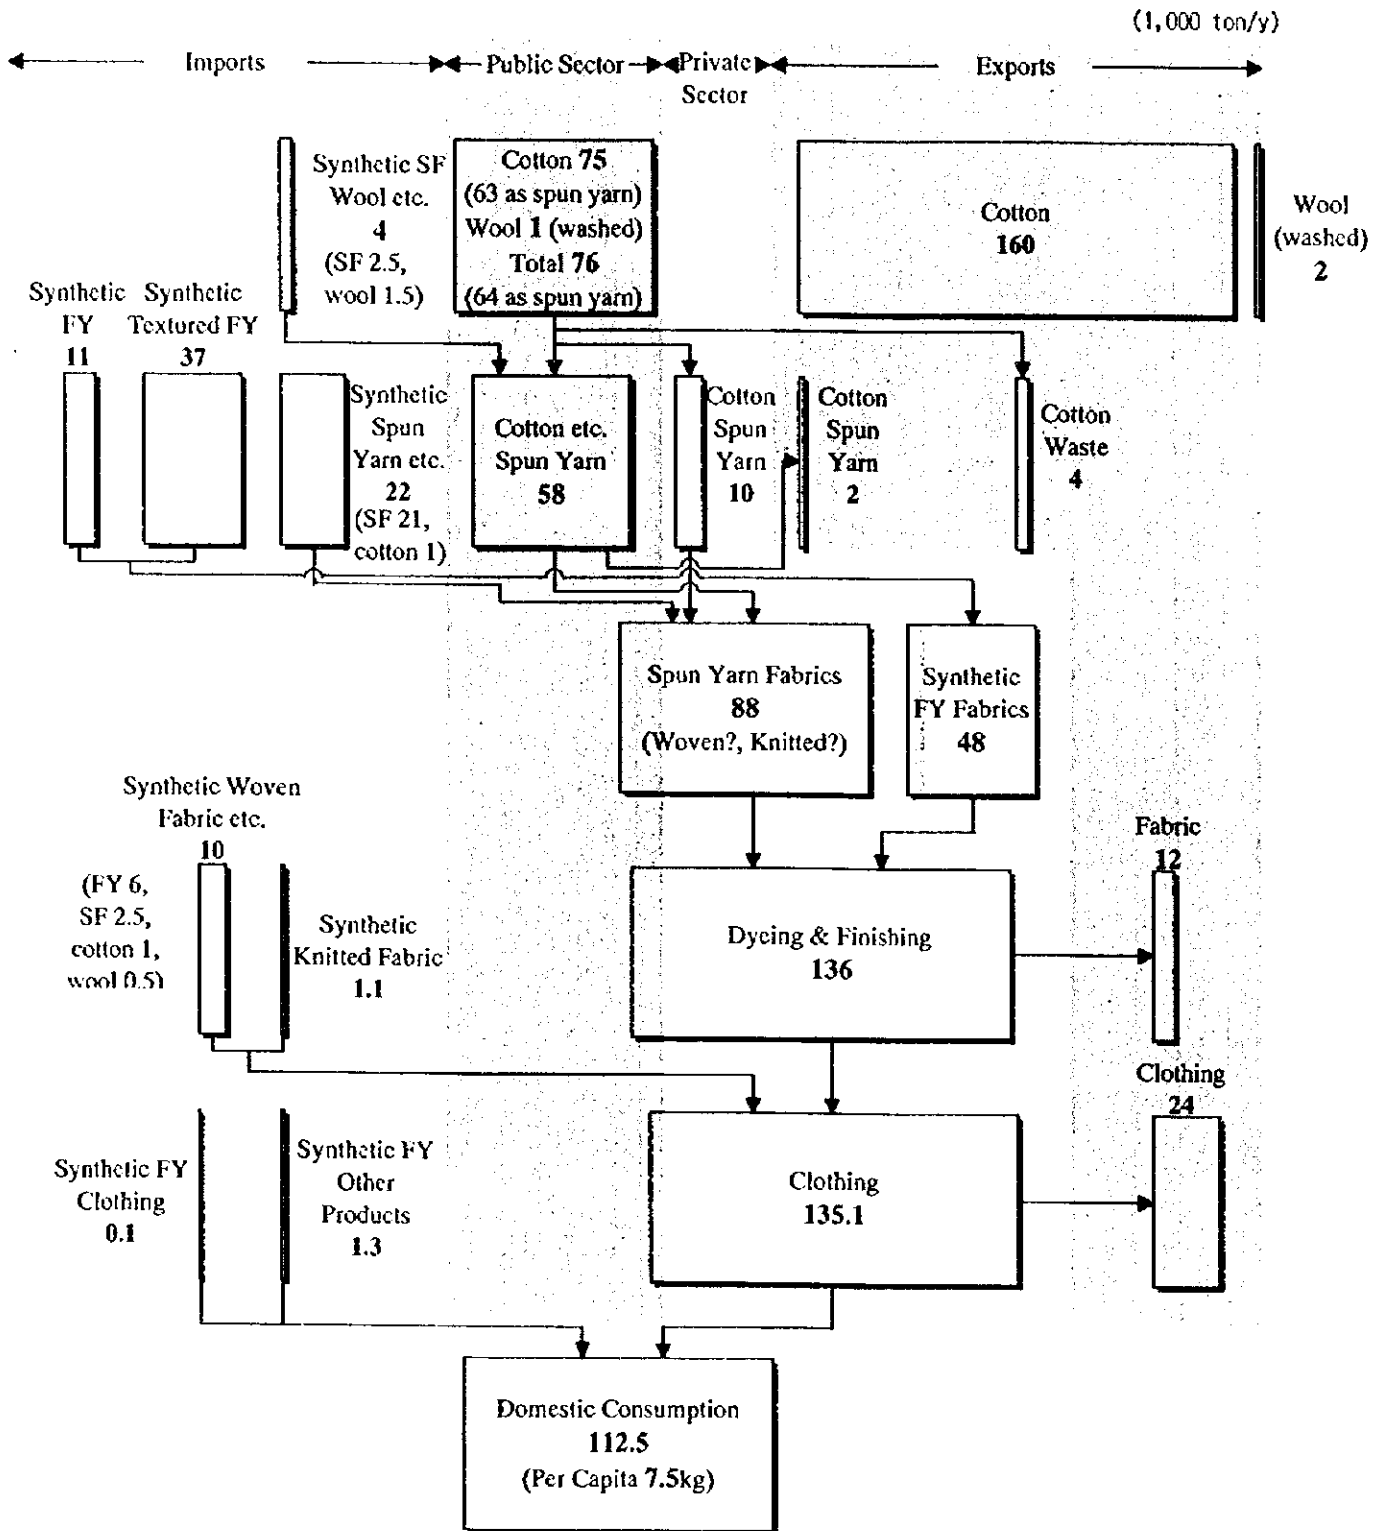 (1,000 ton/y)
Imports
Public Sector
Private
Sector
Exports
Synthetic SF
Wool etc.
4
(SF 2.5,
wool 1.5)
Cotton 75
(63 as spun yarn)
Wool 1 (washed)
Total 76
(64 as spun yarn)
Cotton
160
Wool
(washed)
2
Synthetic
FY
11
Synthetic
Textured FY
37
Synthetic
Spun
Yarn etc.
22
(SF 21,
cotton 1)
Cotton etc.
Spun Yarn
58
Cotton
Spun
Yarn
10
Cotton
Spun
Yarn
2
Cotton
Waste
4
Spun Yarn Fabrics
88
(Woven?, Knitted?)
Synthetic
FY Fabrics
48
Synthetic Woven
Fabric etc.
10
(FY 6,
SF 2.5,
cotton 1,
wool 0.5)
Synthetic
Knitted Fabric
1.1
Dyeing & Finishing
136
Fabric
12
Synthetic FY
Clothing
0.1
Synthetic FY
Other
Products
1.3
Clothing
135.1
Clothing
24
Domestic Consumption
112.5
(Per Capita 7.5kg)